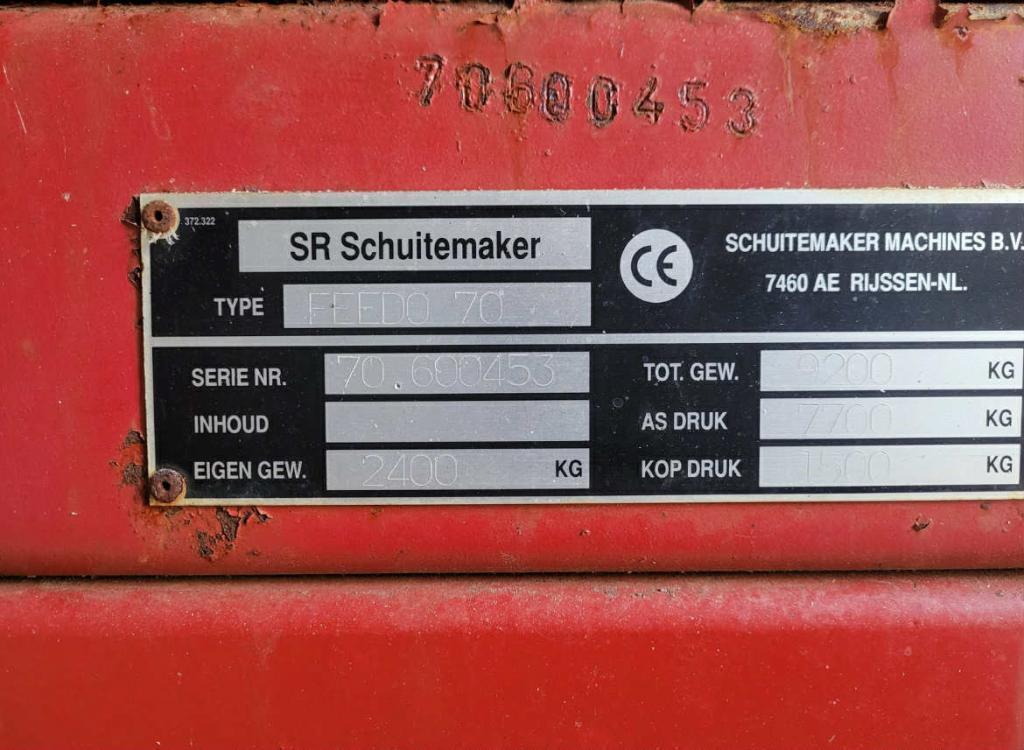 70600453
372.322
SR Schuitemaker
TYPE FEEDO 70
CE
SCHUITEMAKER MACHINES B.V.
7460 AE RIJSSEN-NL.
SERIE NR. 70.600453
INHOUD
EIGEN GEW. 2400 KG
TOT. GEW. 9200 KG
AS DRUK 7700 KG
KOP DRUK 1500 KG